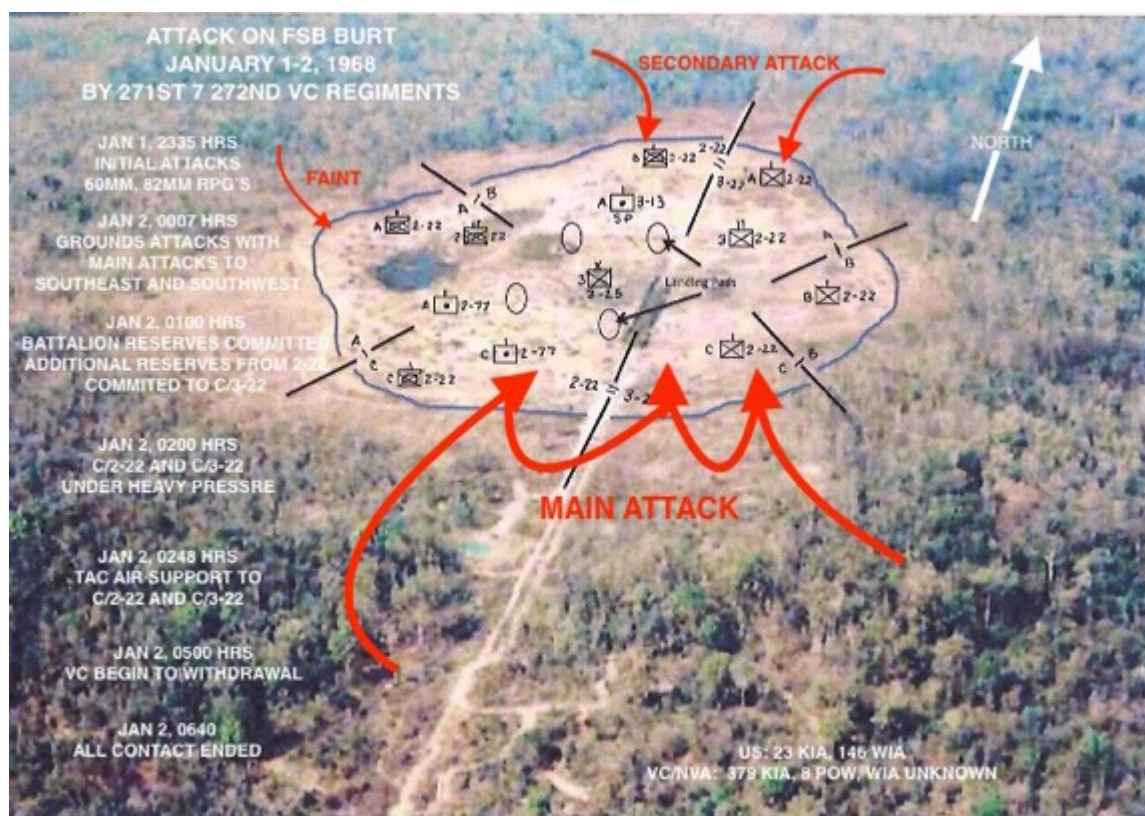 ATTACK ON FSB BURT
JANUARY 1-2, 1968
BY 271ST 7 272ND VC REGIMENTS
JAN 1, 2335 HRS
INITIAL ATTACKS
60MM, 82MM RPG'S
JAN 2, 0007 HRS
GROUNDS ATTACKS WITH
MAIN ATTACKS TO
SOUTHEAST AND SOUTHWEST
JAN 2, 0100 HRS
BATTALION RESERVES COMMITTED
ADDITIONAL RESERVES FROM 2-22
COMMITED TO C/3-22
JAN 2, 0200 HRS
C/2-22 AND C/3-22
UNDER HEAVY PRESSRE
JAN 2, 0248 HRS
TAC AIR SUPPORT TO
C/2-22 AND C/3-22
JAN 2, 0500 HRS
VC BEGIN TO WITHDRAWAL
JAN 2, 0640
ALL CONTACT ENDED
SECONDARY ATTACK
NORTH
FAINT
B 2-22
2-22
3-22
A 2-22
A 3-13
SP
A B
A 2-22
2 22
3 2-22
A B
3
Landing Pads
B 2-22
A 2-77
C 2-77
C 2-22
A C
C 2-22
B C
2-22
MAIN ATTACK
US: 23 KIA, 146 WIA
VC/NVA: 379 KIA, 8 POW, WIA UNKNOWN